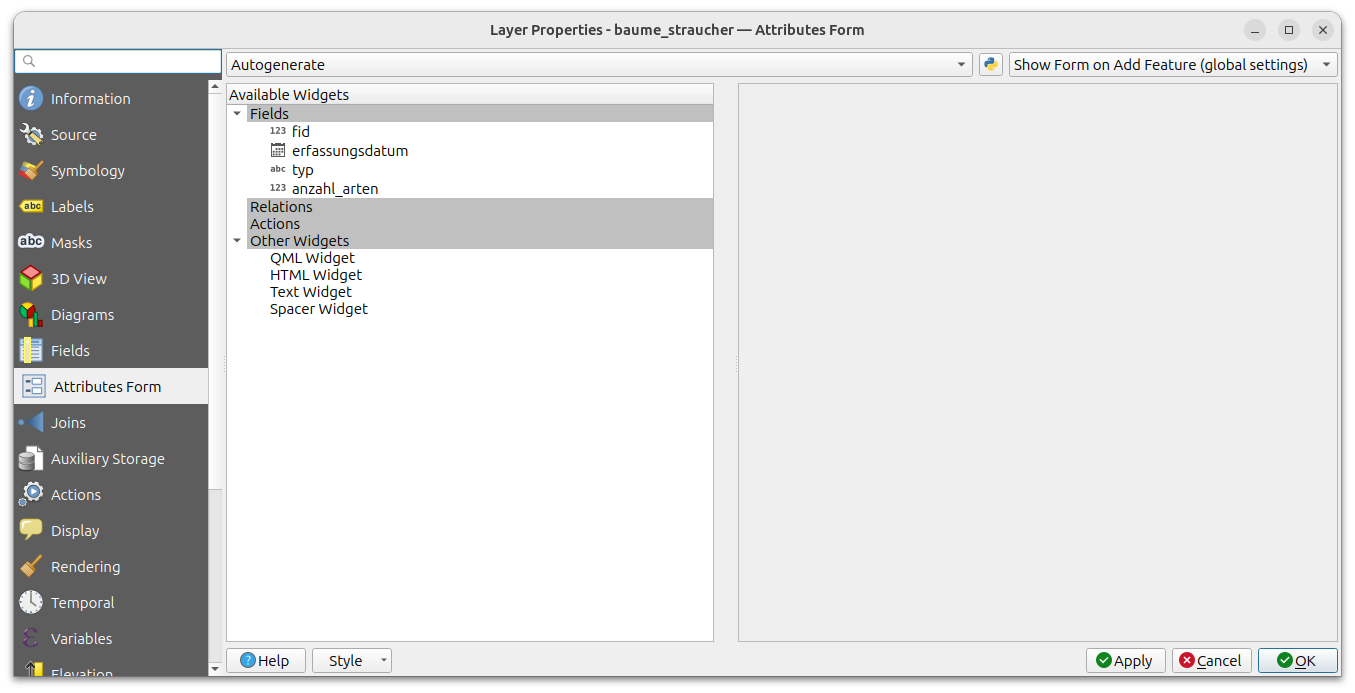 Layer Properties - baume_straucher — Attributes Form
Autogenerate
Show Form on Add Feature (global settings)
Information
Source
Symbology
abc Labels
abc Masks
3D View
Diagrams
Fields
Attributes Form
Joins
Auxiliary Storage
Actions
Display
Rendering
Temporal
ε Variables
Elevation
Available Widgets
Fields
123 fid
erfassungsdatum
abc typ
123 anzahl_arten
Relations
Actions
Other Widgets
QML Widget
HTML Widget
Text Widget
Spacer Widget
Help
Style
Apply
Cancel
OK